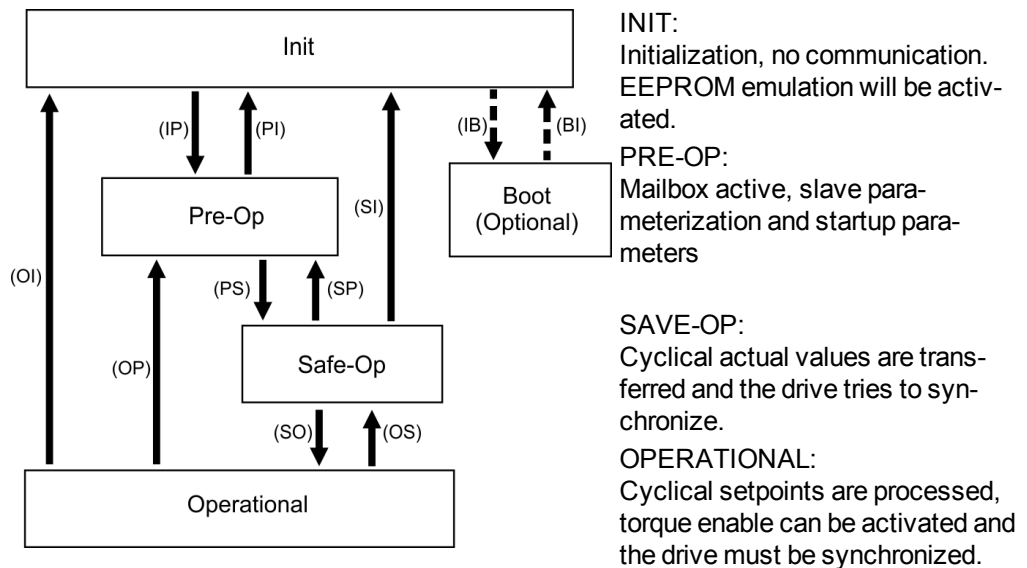 Init
(IP)
(PI)
(IB)
(BI)
Pre-Op
(SI)
Boot
(Optional)
(OI)
(PS)
(SP)
(OP)
Safe-Op
(SO)
(OS)
Operational
INIT:
Initialization, no communication.
EEPROM emulation will be activ-
ated.
PRE-OP:
Mailbox active, slave para-
meterization and startup para-
meters
SAVE-OP:
Cyclical actual values are trans-
ferred and the drive tries to syn-
chronize.
OPERATIONAL:
Cyclical setpoints are processed,
torque enable can be activated and
the drive must be synchronized.